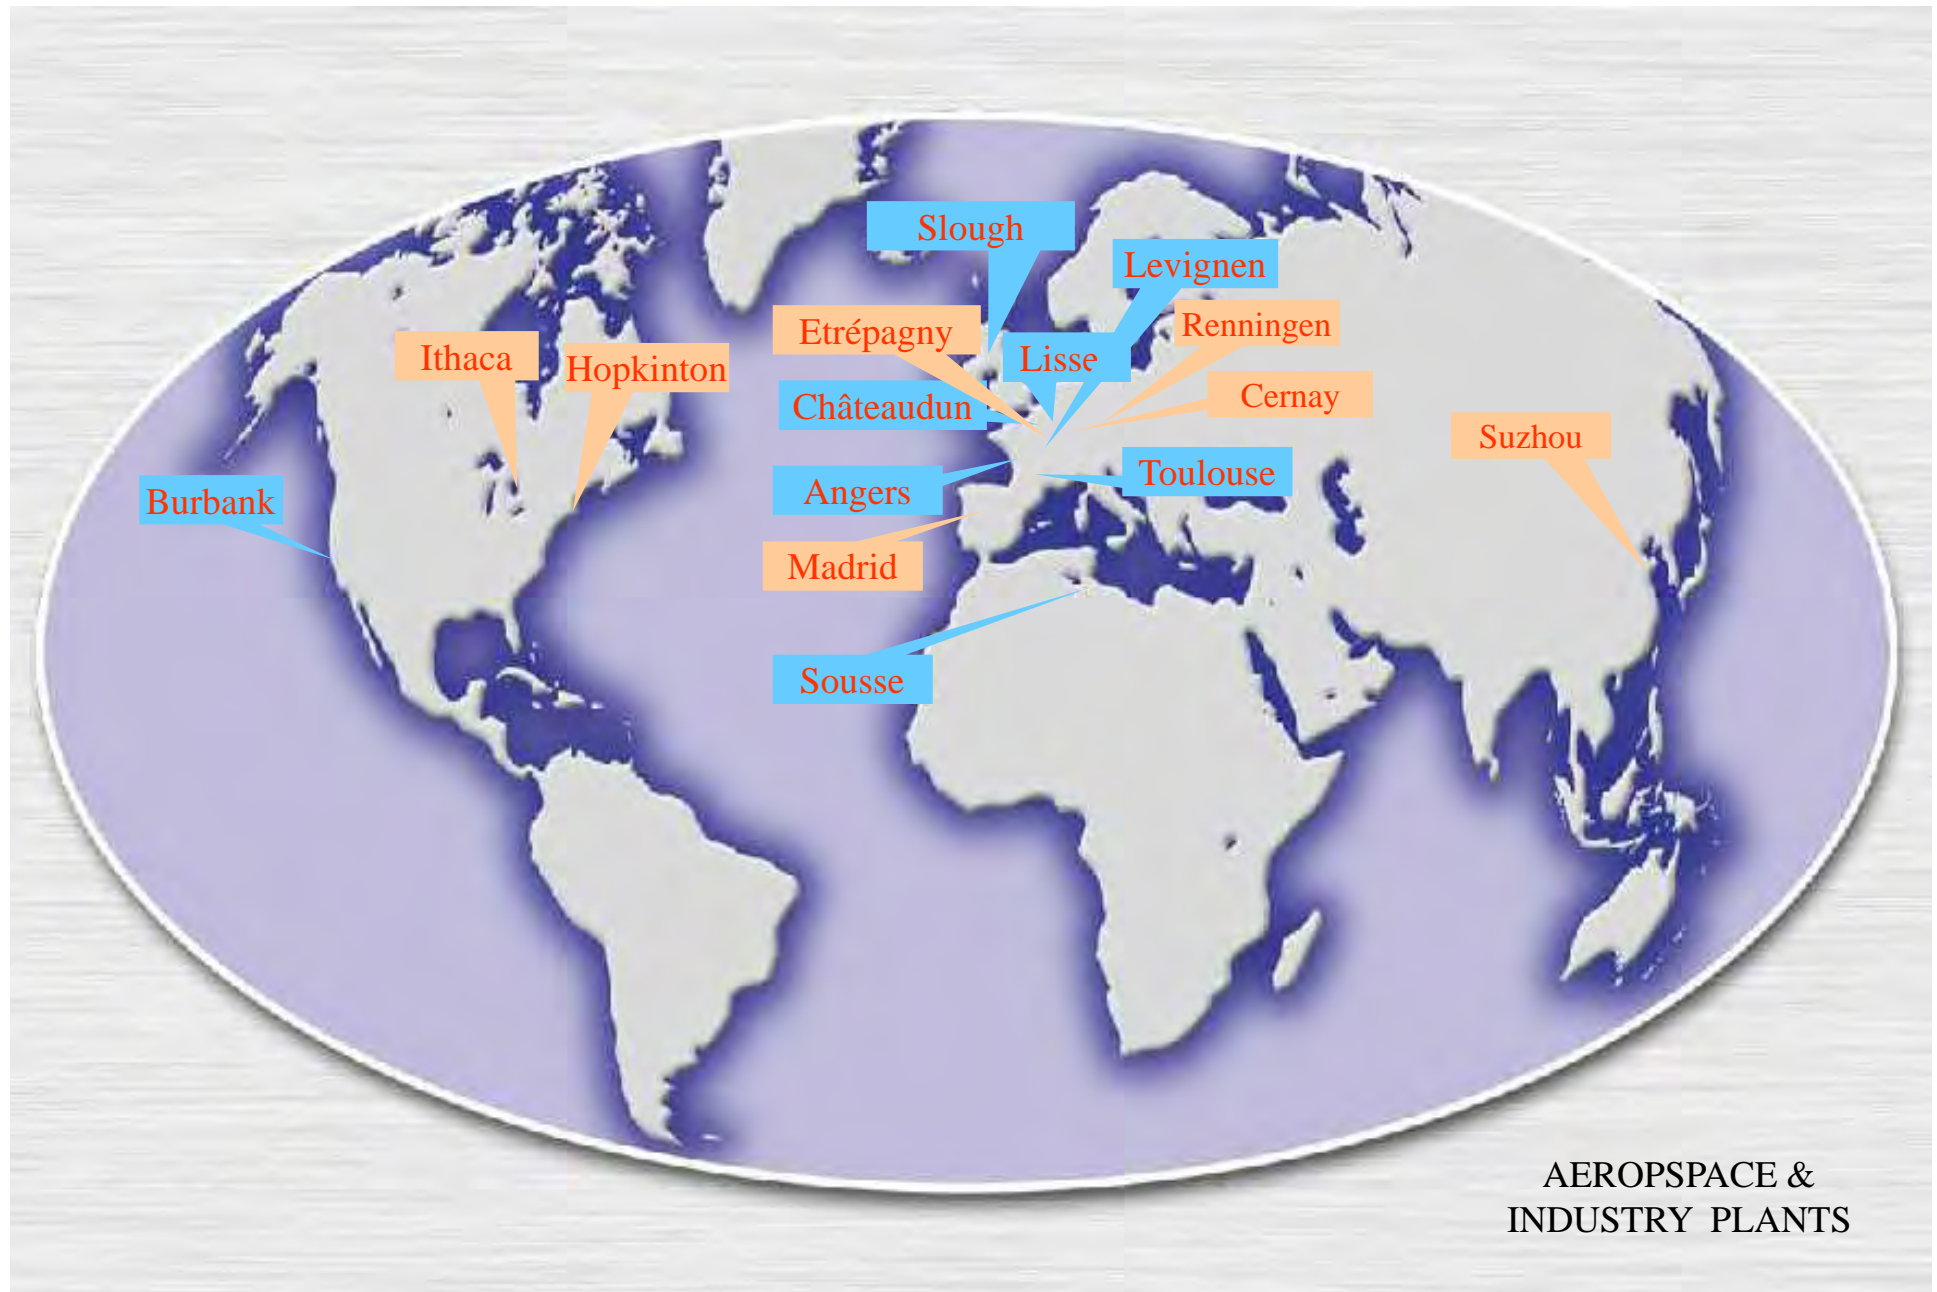 Slough
Levignen
Etrépagny
Renningen
Ithaca
Hopkinton
Lisse
Châteaudun
Cernay
Suzhou
Burbank
Angers
Toulouse
Madrid
Sousse
AEROPSPACE &
INDUSTRY PLANTS